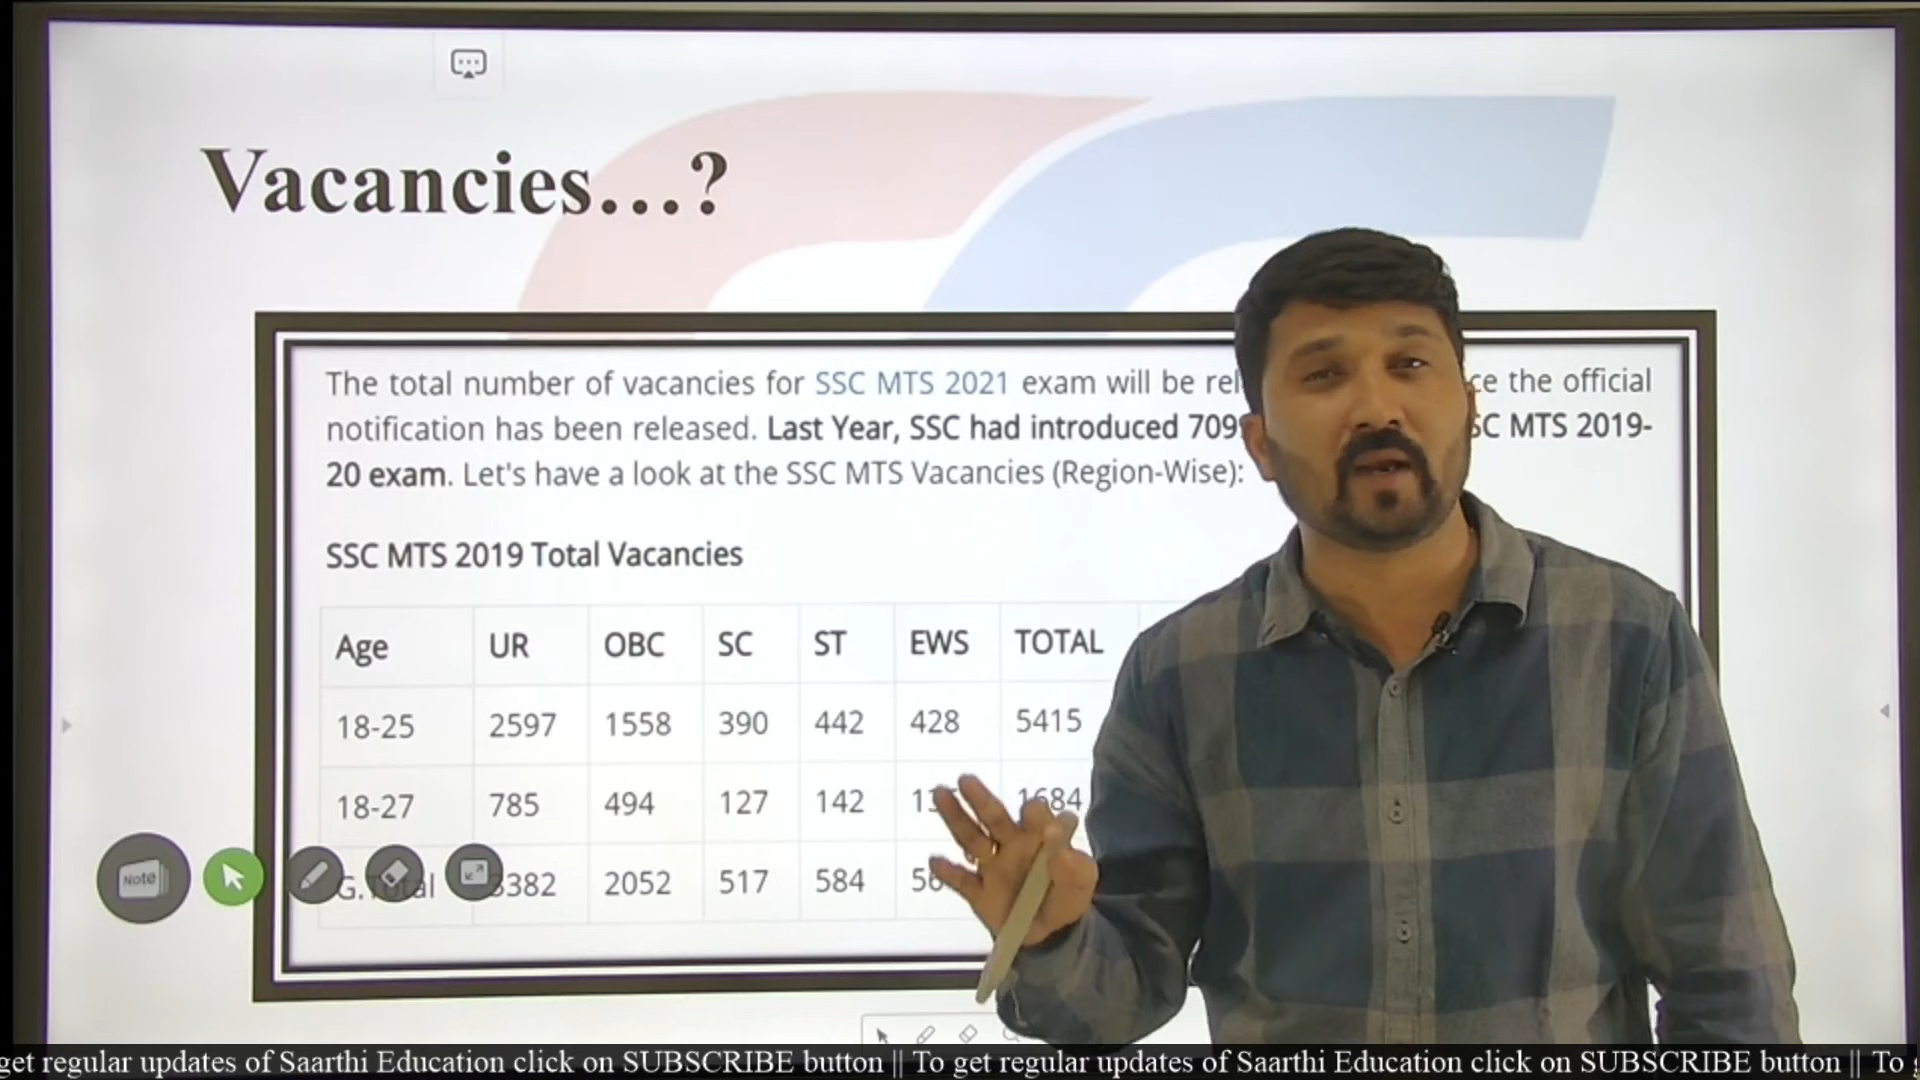 Vacancies...?
The total number of vacancies for SSC MTS 2021 exam will be rel ce the official
notification has been released. Last Year, SSC had introduced 709 SC MTS 2019-
20 exam. Let's have a look at the SSC MTS Vacancies (Region-Wise):
SSC MTS 2019 Total Vacancies
Age UR OBC SC ST EWS TOTAL
18-25 2597 1558 390 442 428 5415
18-27 785 494 127 142 1684
G. Total 3382 2052 517 584
Note
get regular updates of Saarthi Education click on SUBSCRIBE button || To get regular updates of Saarthi Education click on SUBSCRIBE button || To